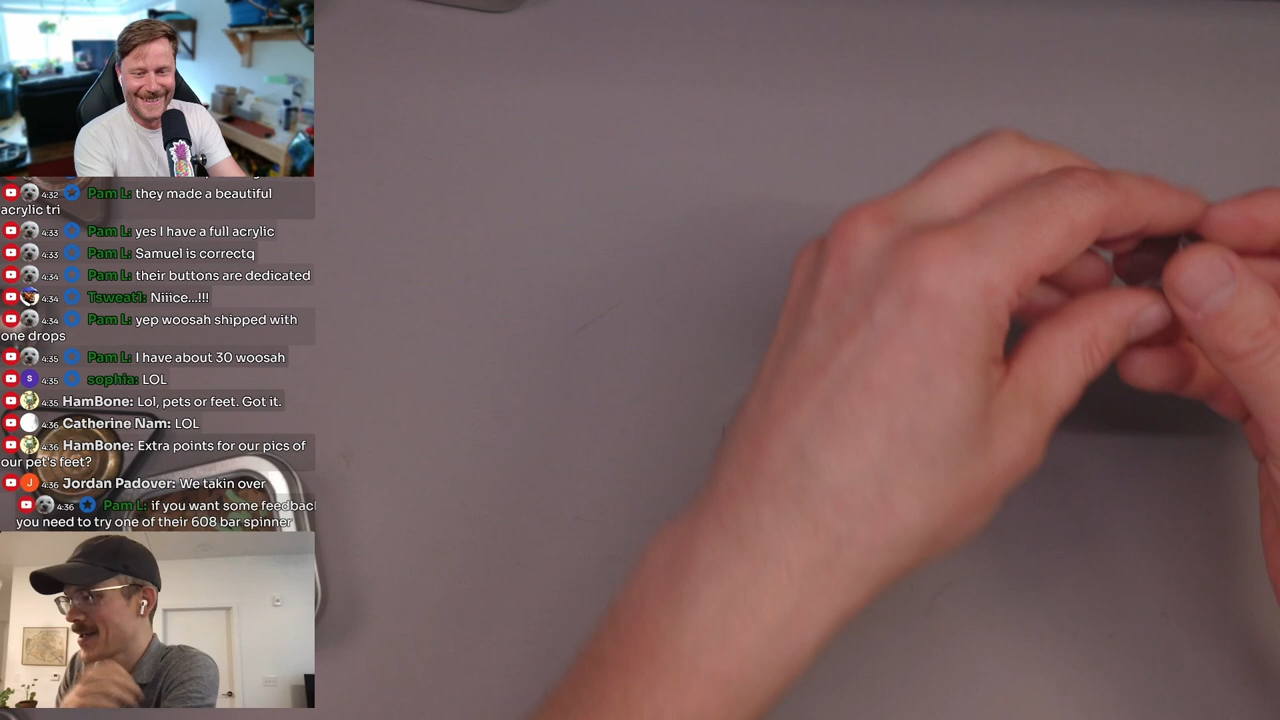 4:32 Pam L: they made a beautiful
acrylic tri
4:33 Pam L: yes I have a full acrylic
4:33 Pam L: Samuel is correctq
4:34 Pam L: their buttons are dedicated
4:34 Tsweat1: Niiice...!!!
4:34 Pam L: yep woosah shipped with
one drops
4:35 Pam L: I have about 30 woosah
S 4:35 sophia: LOL
4:35 HamBone: Lol, pets or feet. Got it.
4:36 Catherine Nam: LOL
4:36 HamBone: Extra points for our pics of
our pet's feet?
J 4:36 Jordan Padover: We takin over
4:36 Pam L: if you want some feedback
you need to try one of their 608 bar spinner